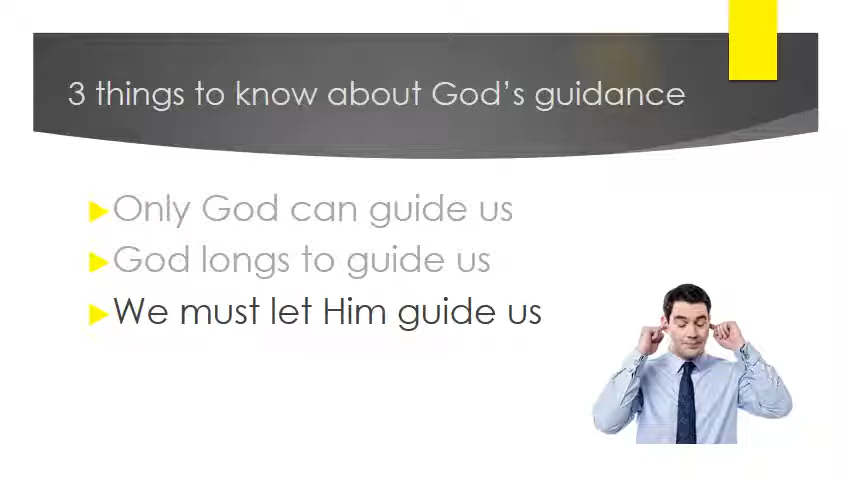 3 things to know about God's guidance
Only God can guide us
God longs to guide us
We must let Him guide us